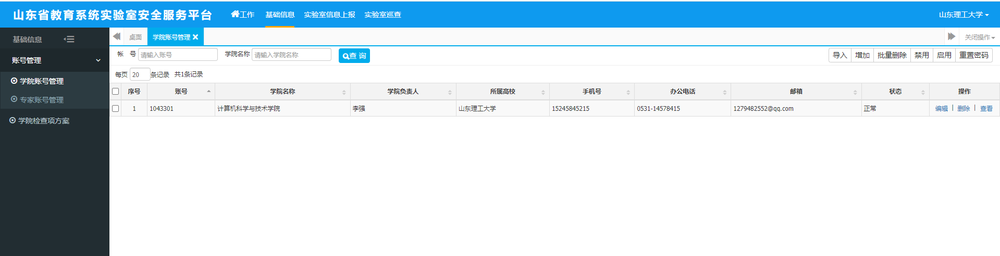 山东省教育系统实验室安全服务平台 工作 基础信息 实验室信息上报 实验室巡查 山东理工大学
基础信息
桌面 学院账号管理 关闭操作
帐 号 请输入账号 学院名称 请输入学院名称 查 询 导入 增加 批量删除 禁用 启用 重置密码
账号管理
每页 20 条记录 共1条记录
学院账号管理
专家账号管理
学院检查项方案
序号 账号 学院名称 学院负责人 所属高校 手机号 办公电话 邮箱 状态 操作
1 1043301 计算机科学与技术学院 李强 山东理工大学 15245845215 0531-14578415 1279482552@qq.com 正常 编辑 | 删除 | 查看